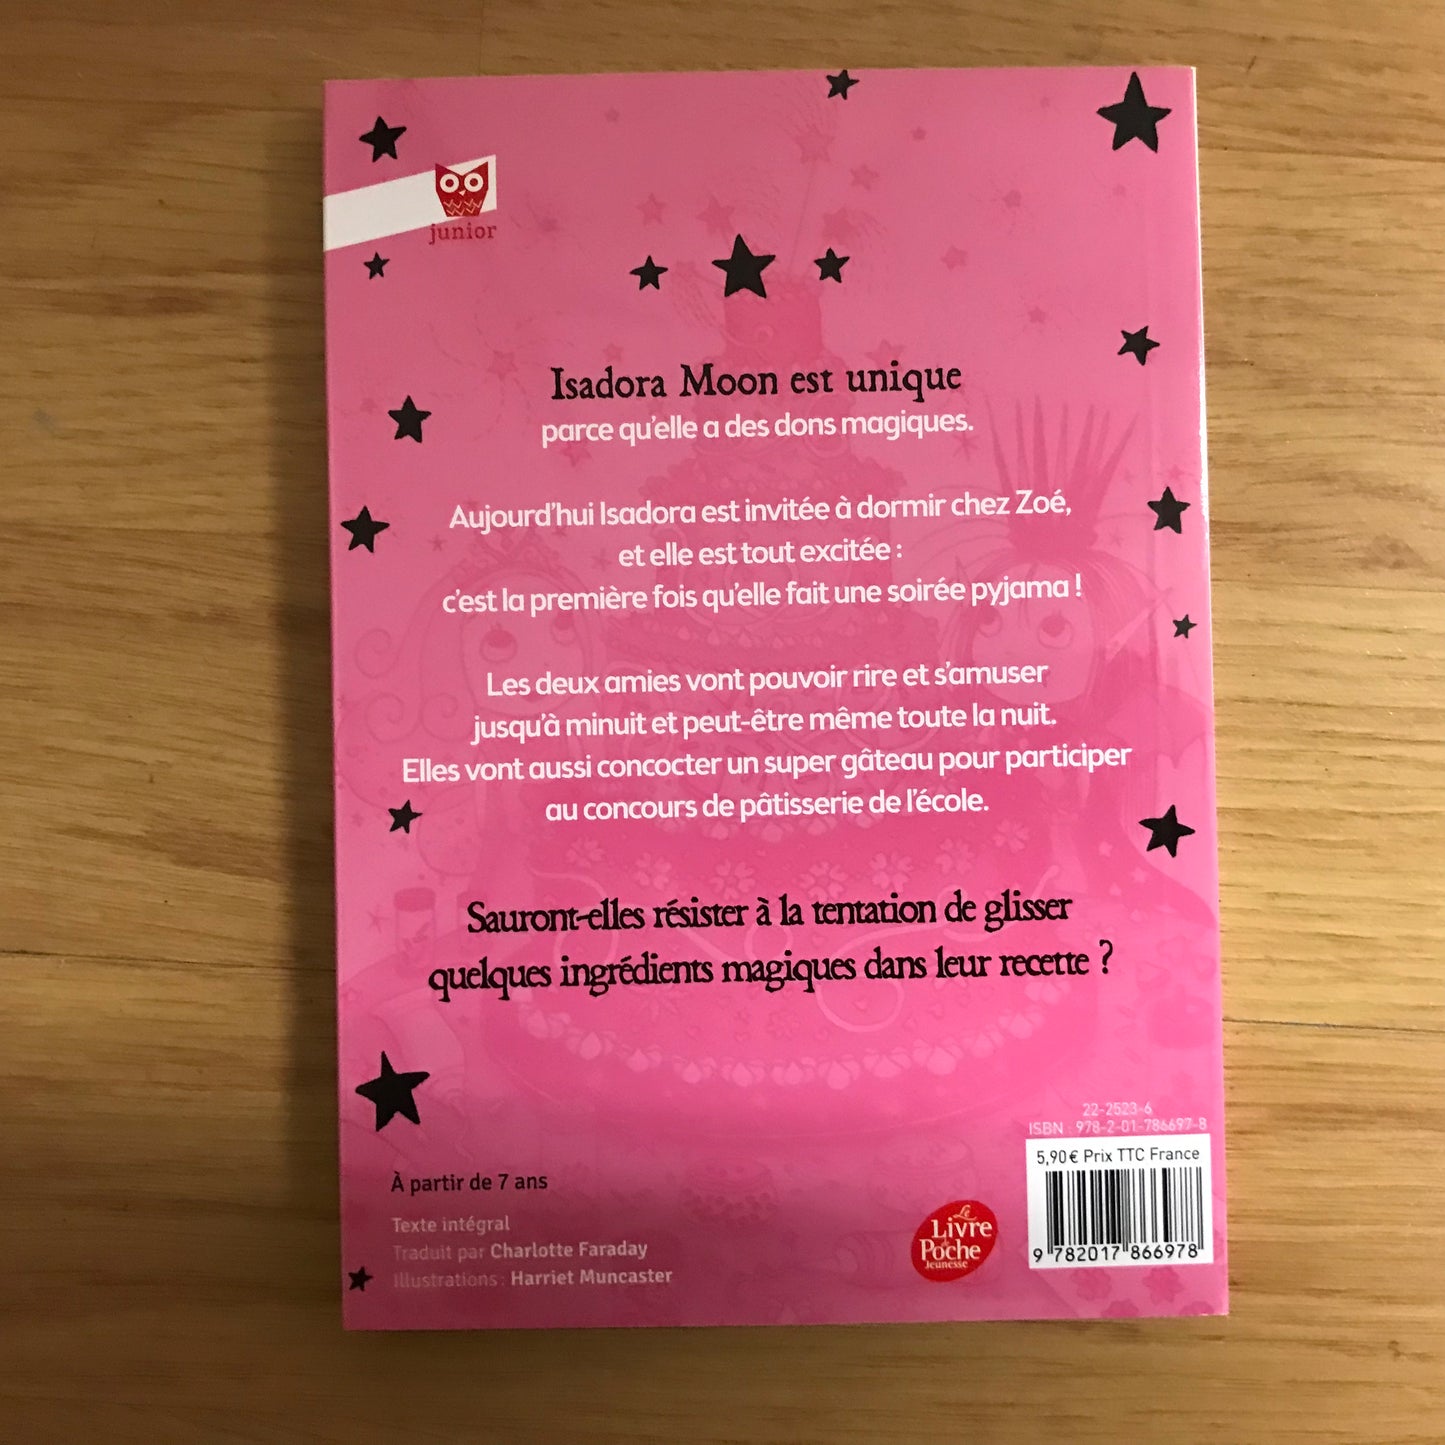 junior
Isadora Moon est unique
parce qu'elle a des dons magiques.
Aujourd'hui Isadora est invitée à dormir chez Zoé,
et elle est tout excitée :
c'est la première fois qu'elle fait une soirée pyjama !
Les deux amies vont pouvoir rire et s'amuser
jusqu'à minuit et peut-être même toute la nuit.
Elles vont aussi concocter un super gâteau pour participer
au concours de pâtisserie de l'école.
Sauront-elles résister à la tentation de glisser
quelques ingrédients magiques dans leur recette ?
22-2523-6
ISBN : 978-2-01-786697-8
5,90 € Prix TTC France
9 782017 866978
À partir de 7 ans
Texte intégral
Traduit par Charlotte Faraday
Illustrations : Harriet Muncaster
Le
Livre
de
Poche
Jeunesse